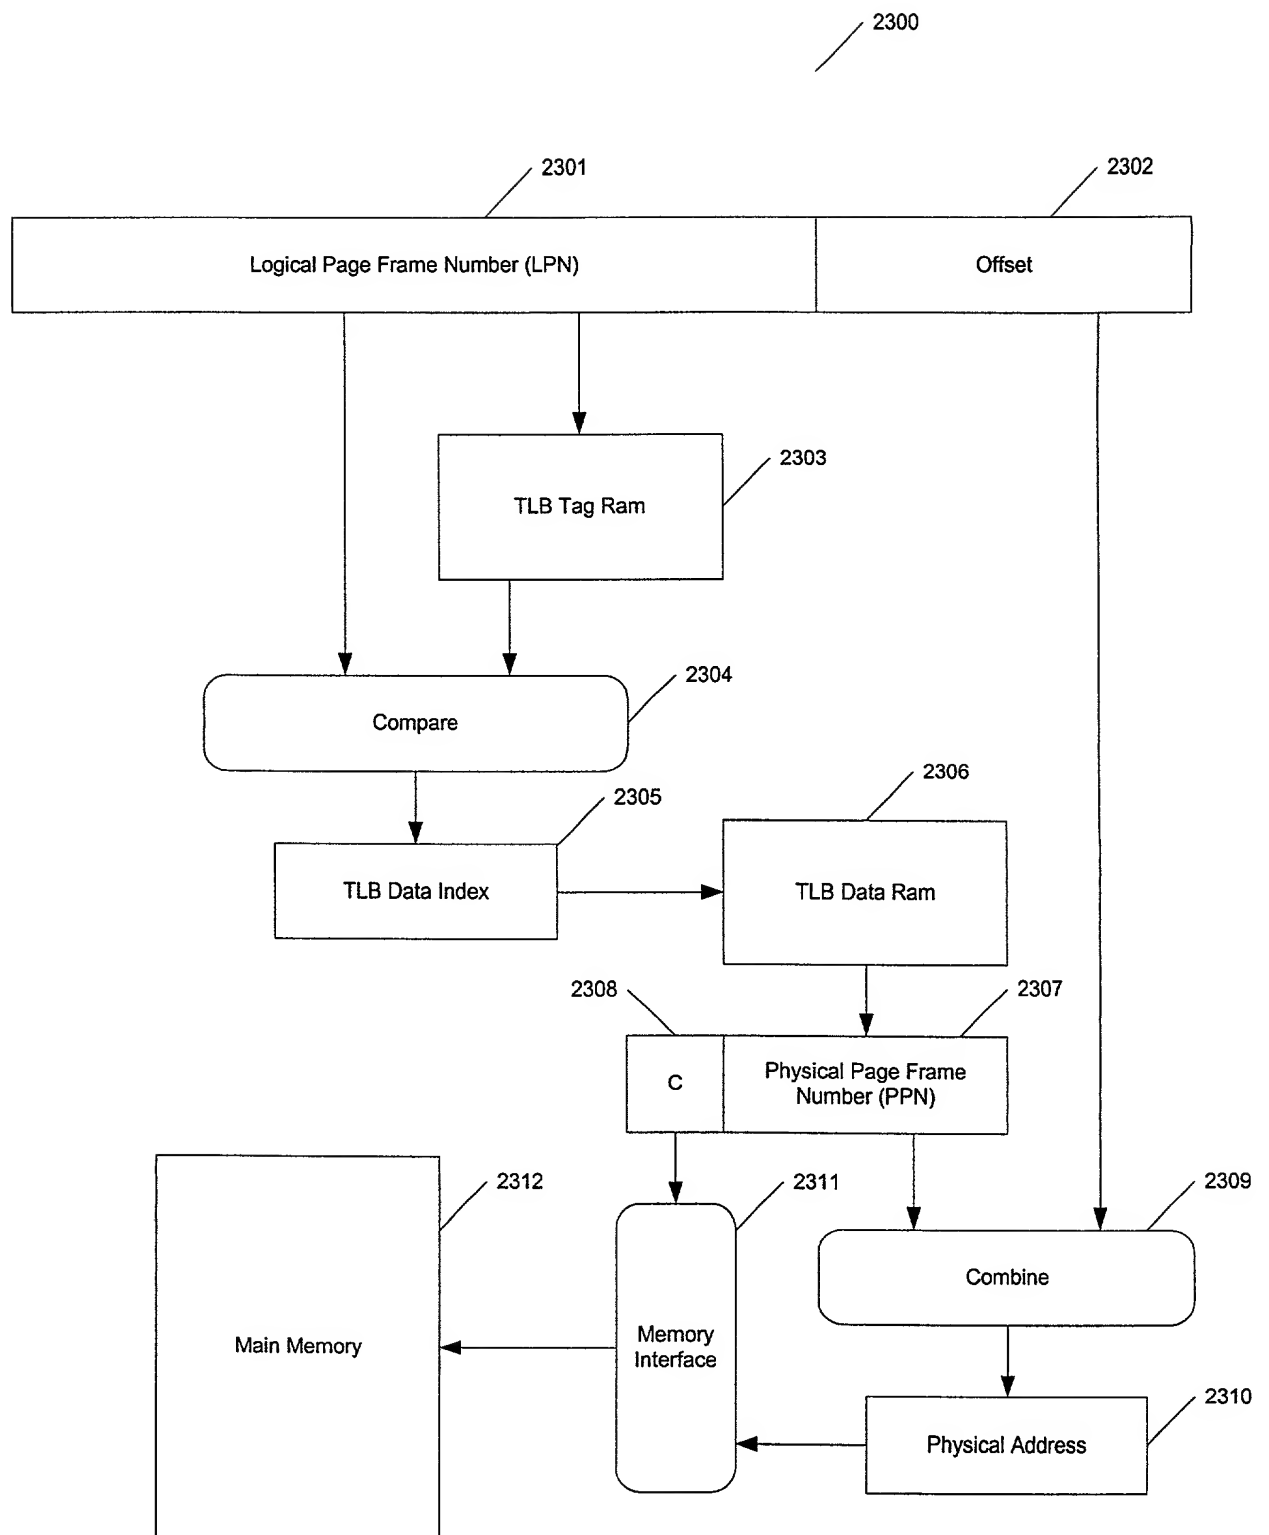 2300
2301
2302
Logical Page Frame Number (LPN)
Offset
2303
TLB Tag Ram
2304
Compare
2305
2306
TLB Data Index
TLB Data Ram
2308
2307
C
Physical Page Frame
Number (PPN)
2312
2311
2309
Combine
Main Memory
Memory
Interface
2310
Physical Address